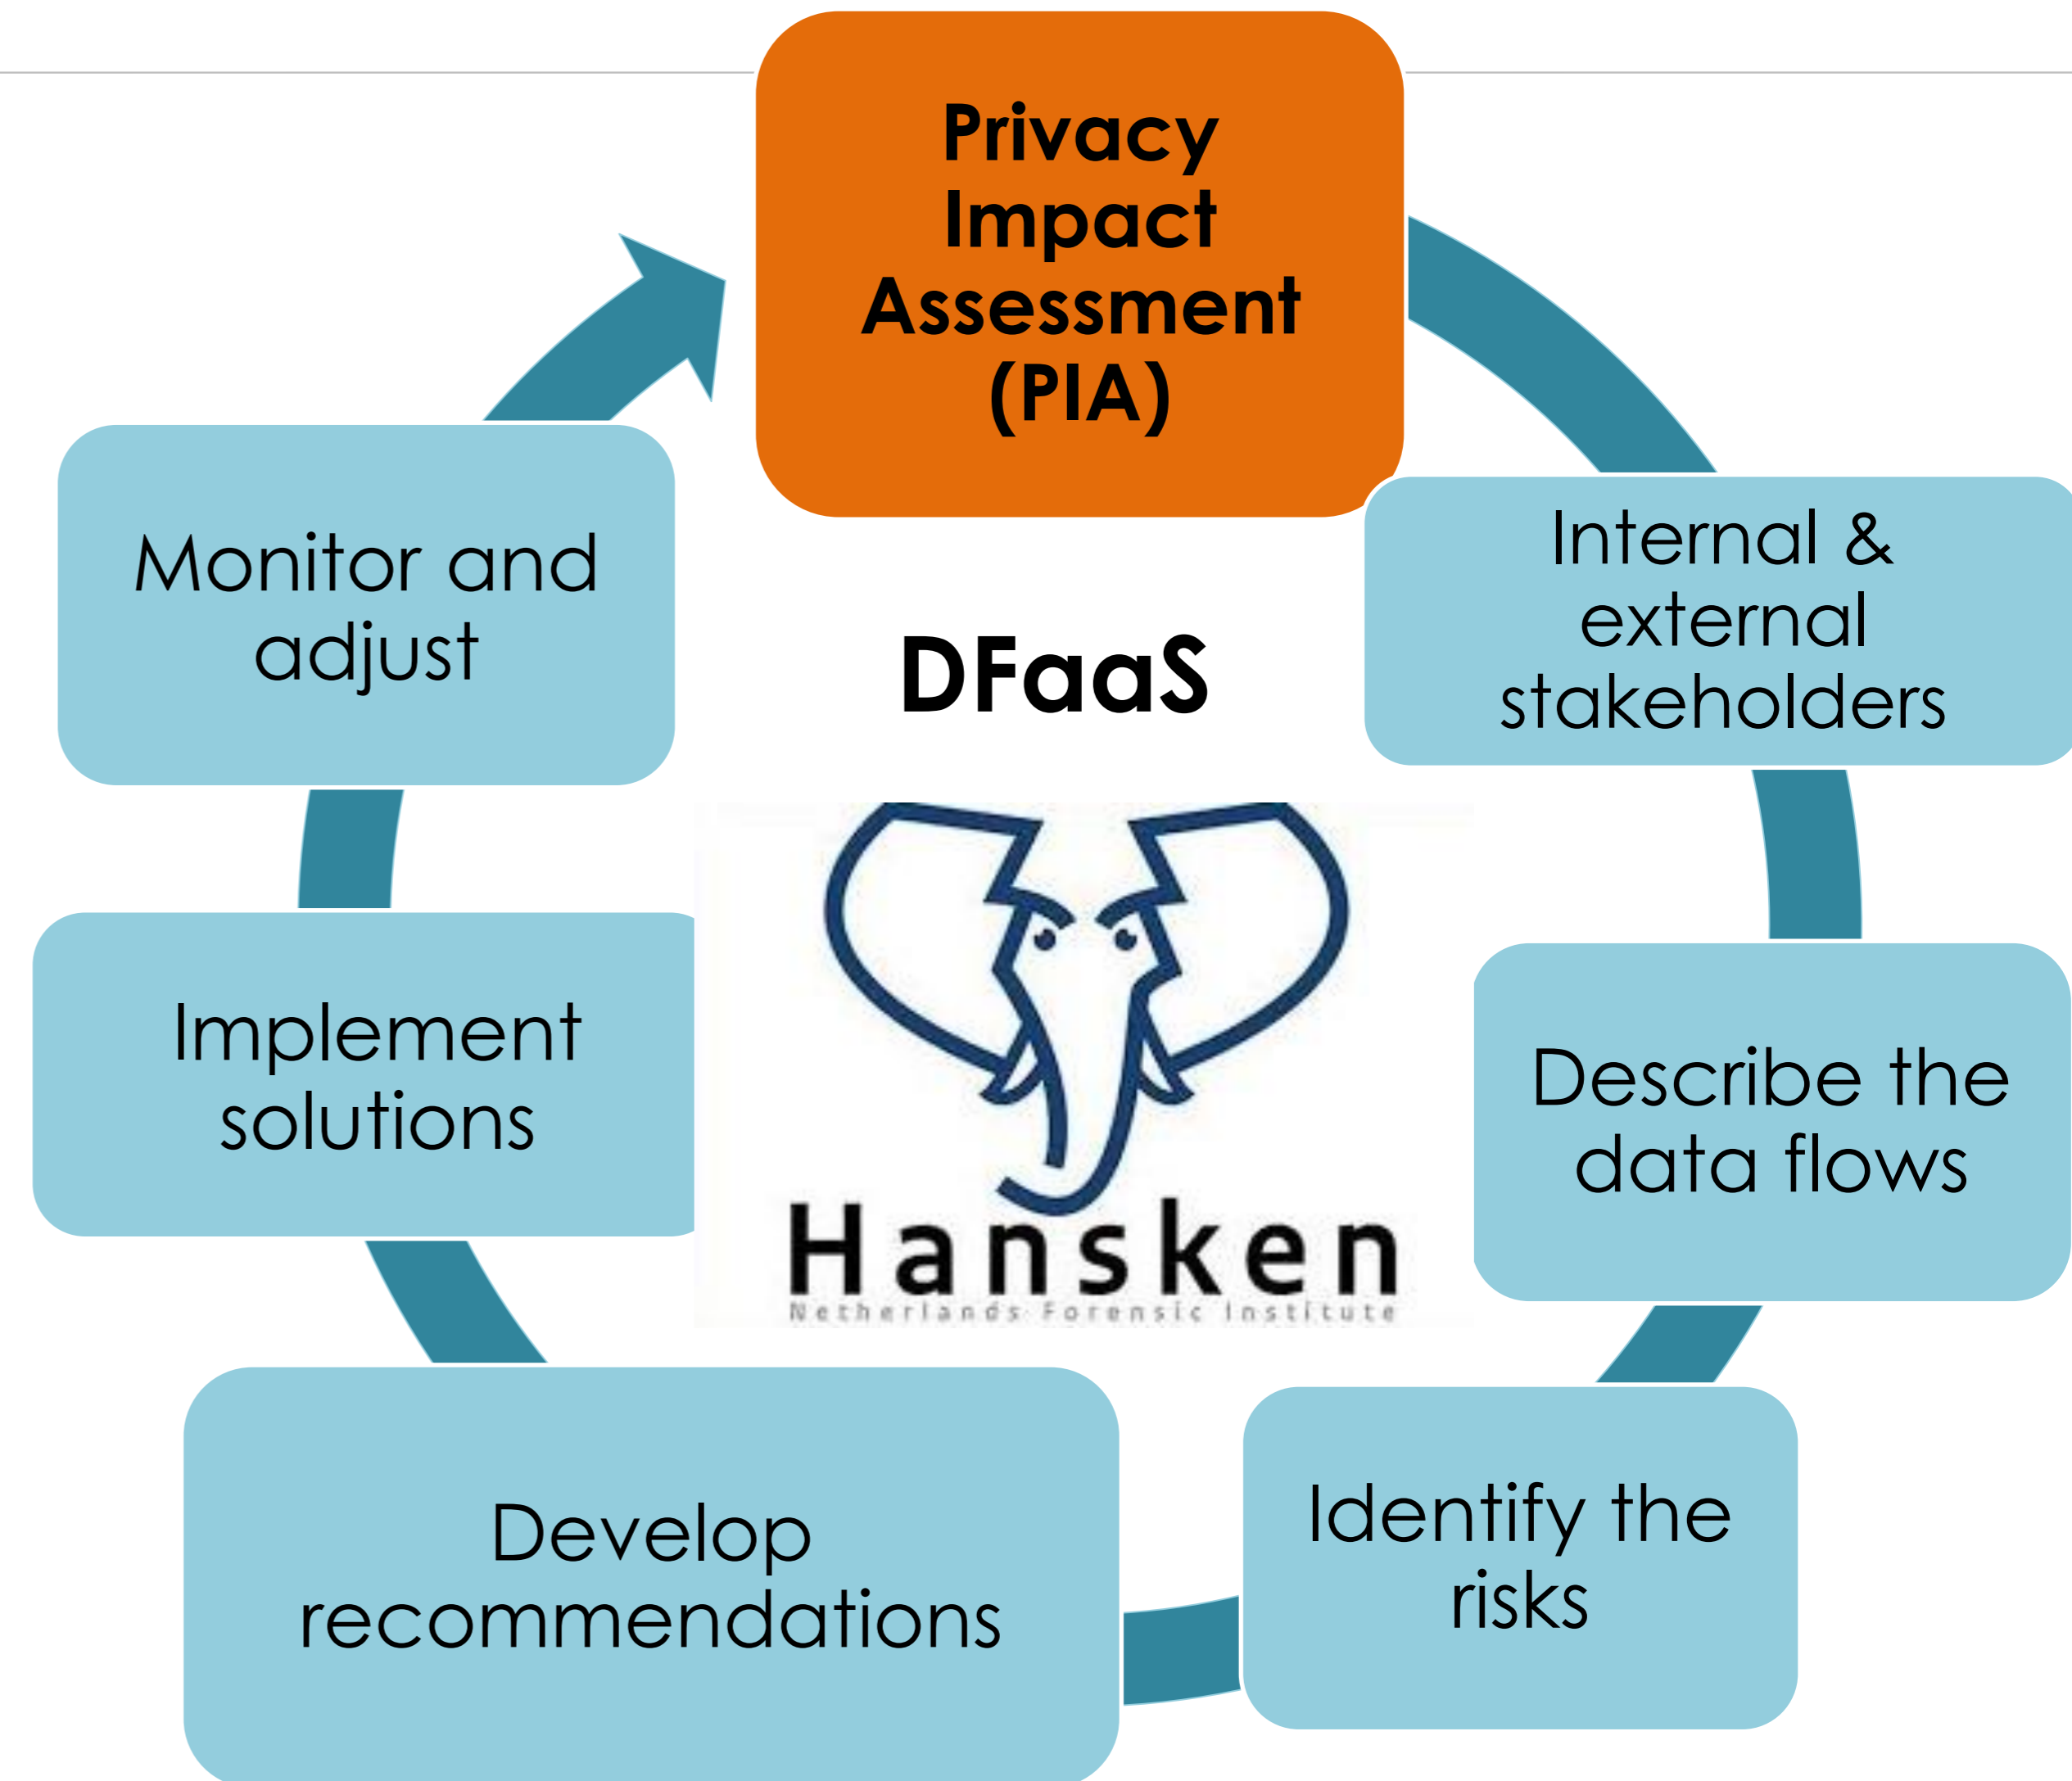 Privacy
Impact
Assessment
(PIA)
Internal &
external
stakeholders
Describe the
data flows
Identify the
risks
Develop
recommendations
Implement
solutions
Monitor and
adjust
DFaaS
Hansken
Netherlands Forensic Institute